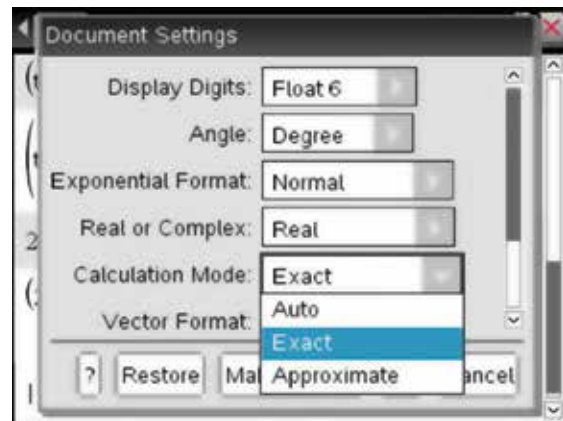 Document Settings
Display Digits: Float 6
Angle: Degree
Exponential Format: Normal
Real or Complex: Real
Calculation Mode: Exact
Auto
Vector Format:
Exact
? Restore Approximate